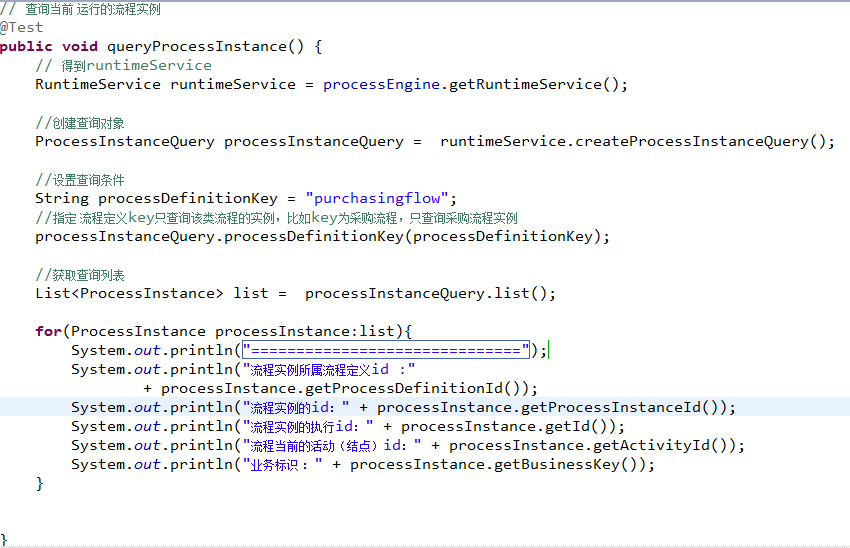 // 查询当前 运行的流程实例
@Test
public void queryProcessInstance() {
    // 得到runtimeService
    RuntimeService runtimeService = processEngine.getRuntimeService();
    //创建查询对象
    ProcessInstanceQuery processInstanceQuery =  runtimeService.createProcessInstanceQuery();
    //设置查询条件
    String processDefinitionKey = "purchasingflow";
    //指定 流程定义key只查询该类流程的实例，比如key为采购流程，只查询采购流程实例
    processInstanceQuery.processDefinitionKey(processDefinitionKey);
    //获取查询列表
    List<ProcessInstance> list =  processInstanceQuery.list();
    for(ProcessInstance processInstance:list){
        System.out.println("==============================");
        System.out.println("流程实例所属流程定义id :"
                + processInstance.getProcessDefinitionId());
        System.out.println("流程实例的id：" + processInstance.getProcessInstanceId());
        System.out.println("流程实例的执行id：" + processInstance.getId());
        System.out.println("流程当前的活动（结点）id：" + processInstance.getActivityId());
        System.out.println("业务标识：" + processInstance.getBusinessKey());
    }
}